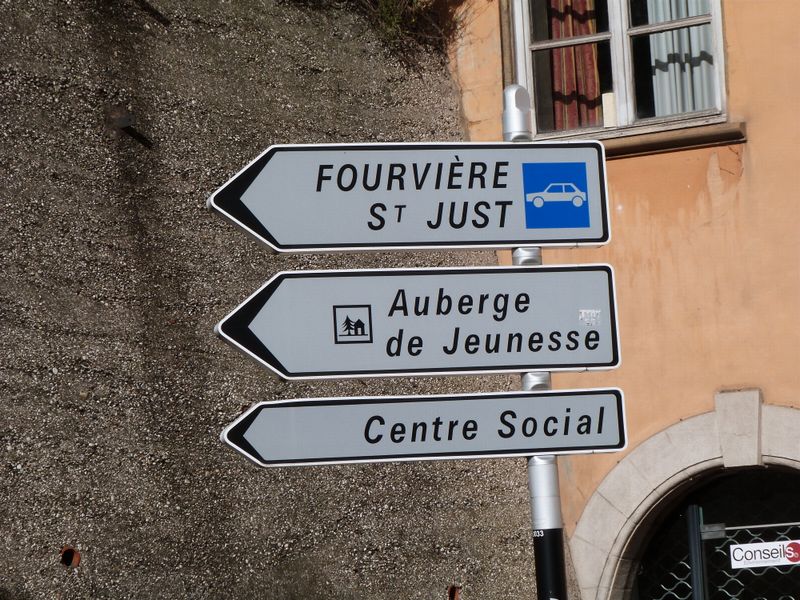 FOURVIÈRE
ST JUST
Auberge
de Jeunesse
Centre Social
Conseils